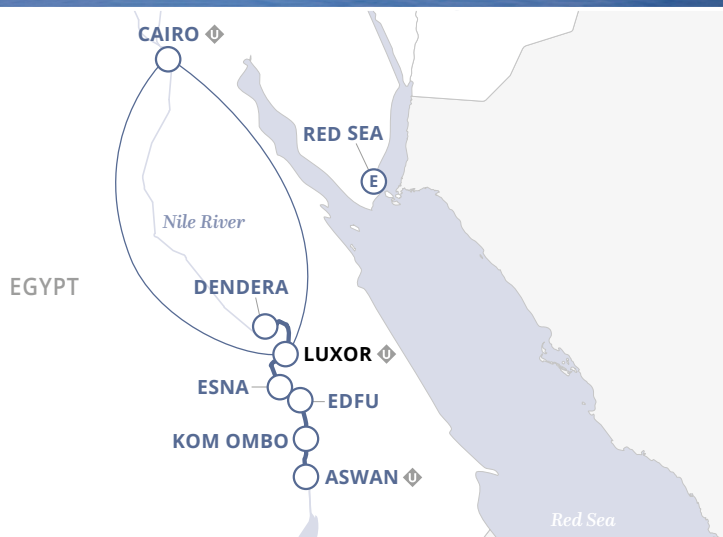 CAIRO U
RED SEA
E
Nile River
EGYPT
DENDERA
LUXOR U
ESNA
EDFU
KOM OMBO
ASWAN U
Red Sea